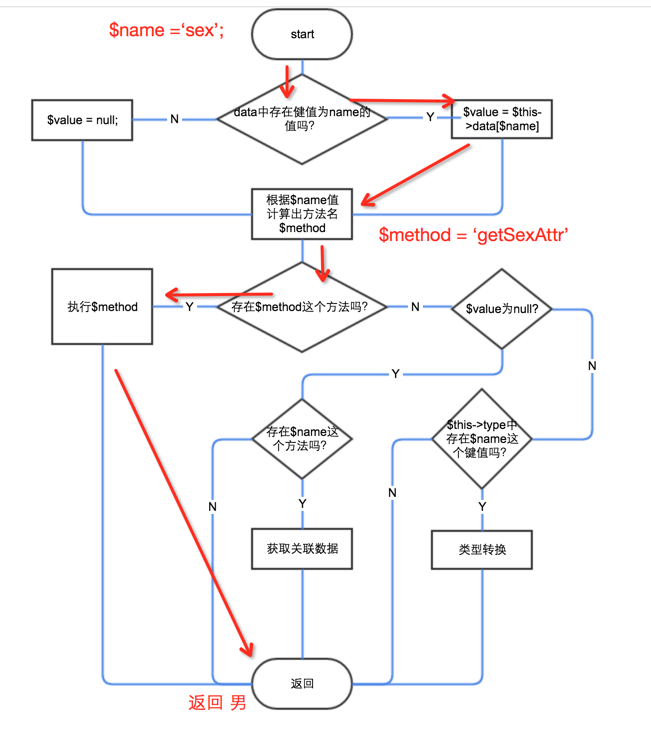 $name =‘sex’;
start
data中存在健值为name的
值吗?
N
Y
$value = null;
$value = $this-
>data[$name]
根据$name值
计算出方法名
$method
$method = ‘getSexAttr’
执行$method
Y
存在$method这个方法吗?
N
$value为null?
Y
N
存在$name这
个方法吗?
$this->type中
存在$name这
个键值吗?
N
Y
N
Y
获取关联数据
类型转换
返回
返回 男